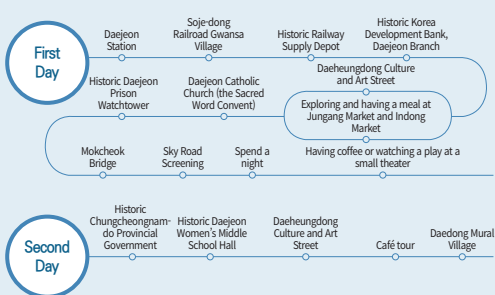 First
Day
Daejeon
Station
Soje-dong
Railroad Gwansa
Village
Historic Railway
Supply Depot
Historic Korea
Development Bank,
Daejeon Branch
Daeheungdong Culture
and Art Street
Exploring and having a meal at
Jungang Market and Indong
Market
Daejeon Catholic
Church (the Sacred
Word Convent)
Historic Daejeon
Prison
Watchtower
Mokcheok
Bridge
Sky Road
Screening
Spend a
night
Having coffee or watching a play at a
small theater
Second
Day
Historic
Chungcheongnam-
do Provincial
Government
Historic Daejeon
Women's Middle
School Hall
Daeheungdong
Culture and Art
Street
Café tour
Daedong Mural
Village